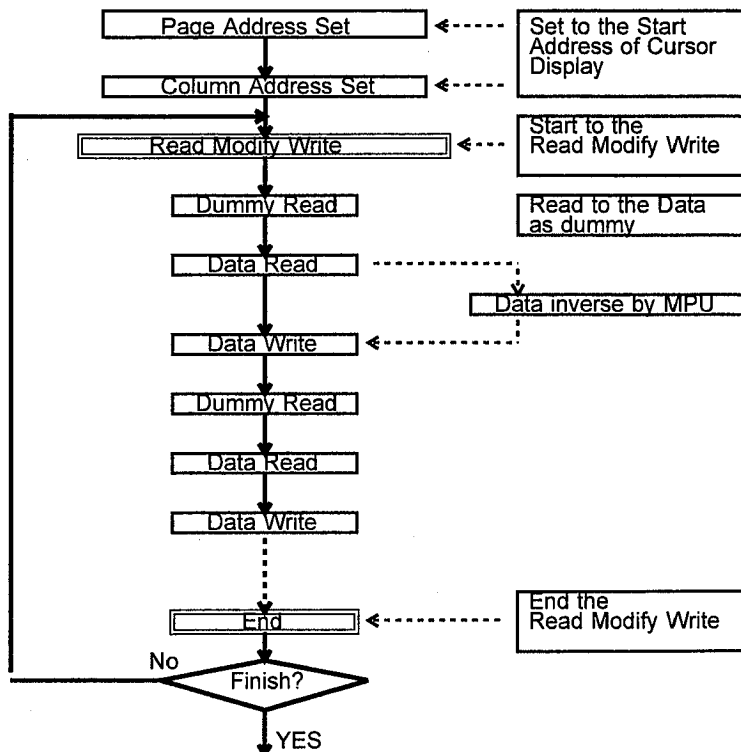 Page Address Set
Set to the Start
Address of Cursor
Display
Column Address Set
Start to the
Read Modify Write
Read Modify Write
Dummy Read
Read to the Data
as dummy
Data Read
Data inverse by MPU
Data Write
Dummy Read
Data Read
Data Write
End the
Read Modify Write
End
No
Finish?
YES